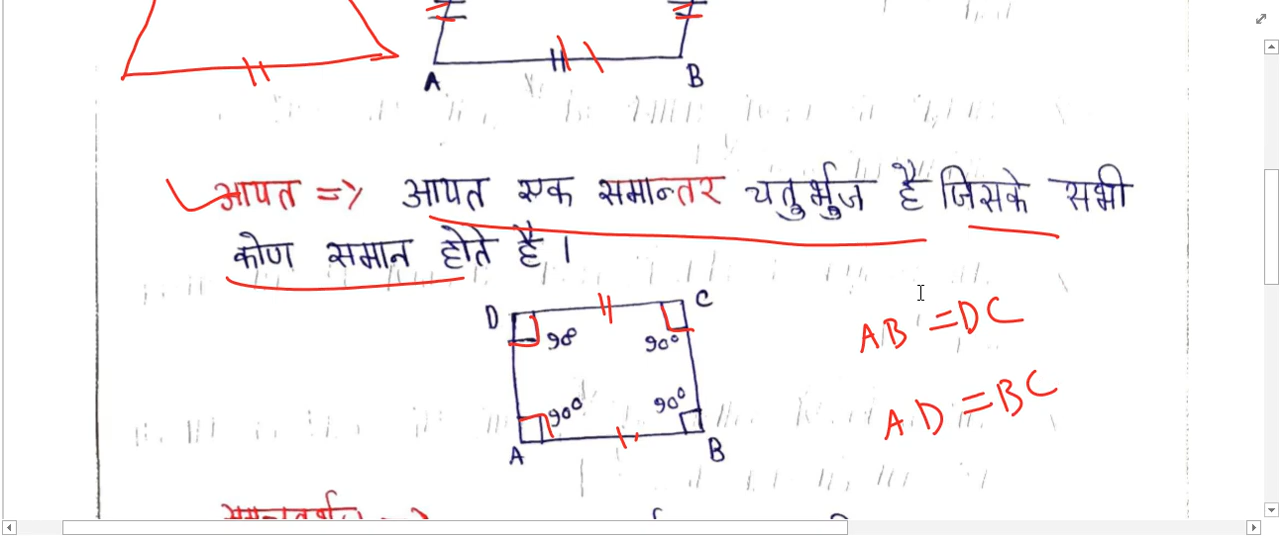 A
B
आयत => आयत एक समान्तर चतुर्भुज है जिसके सभी
कोण समान होते है।
D
C
90°
90°
AB = DC
90°
90°
AD = BC
A
B